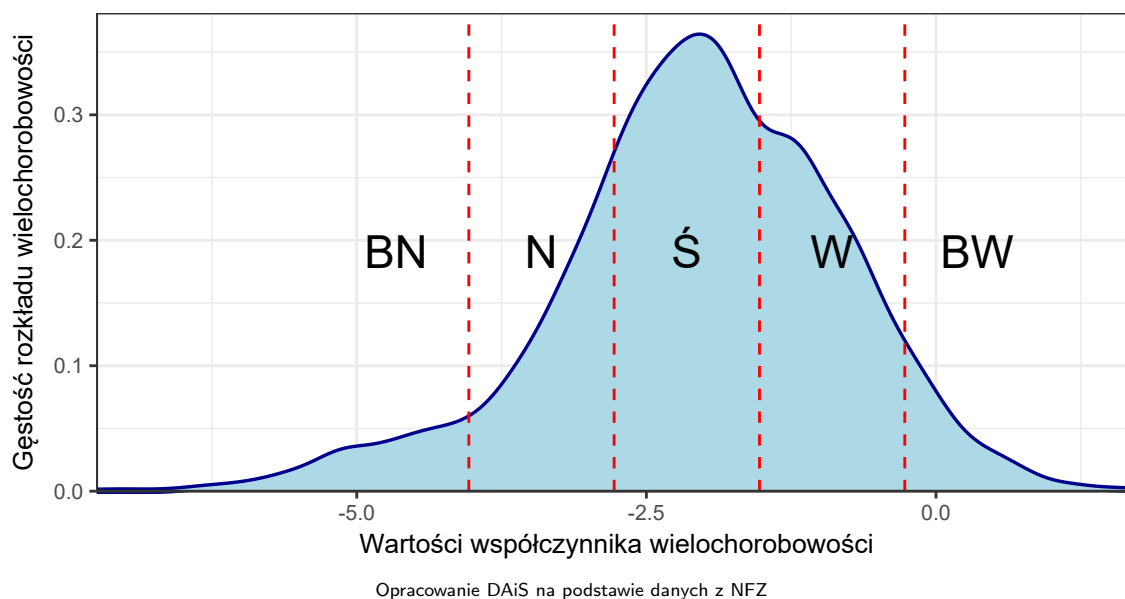 Gęstość rozkładu wielochorobowości
0.3
0.2
0.1
0.0
BN N Ś W BW
-5.0 -2.5 0.0
Wartości współczynnika wielochorobowości
Opracowanie DAiS na podstawie danych z NFZ